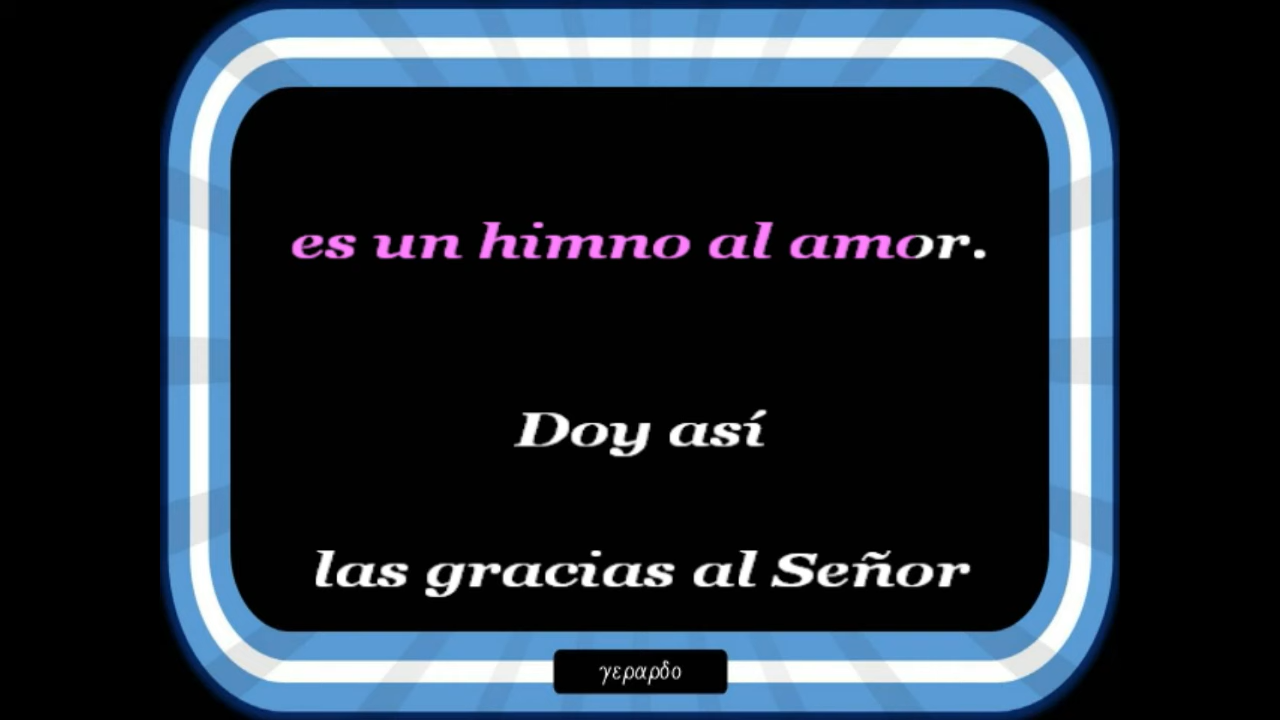 es un himno al amor.
Doy así
las gracias al Señor
γεραρδο